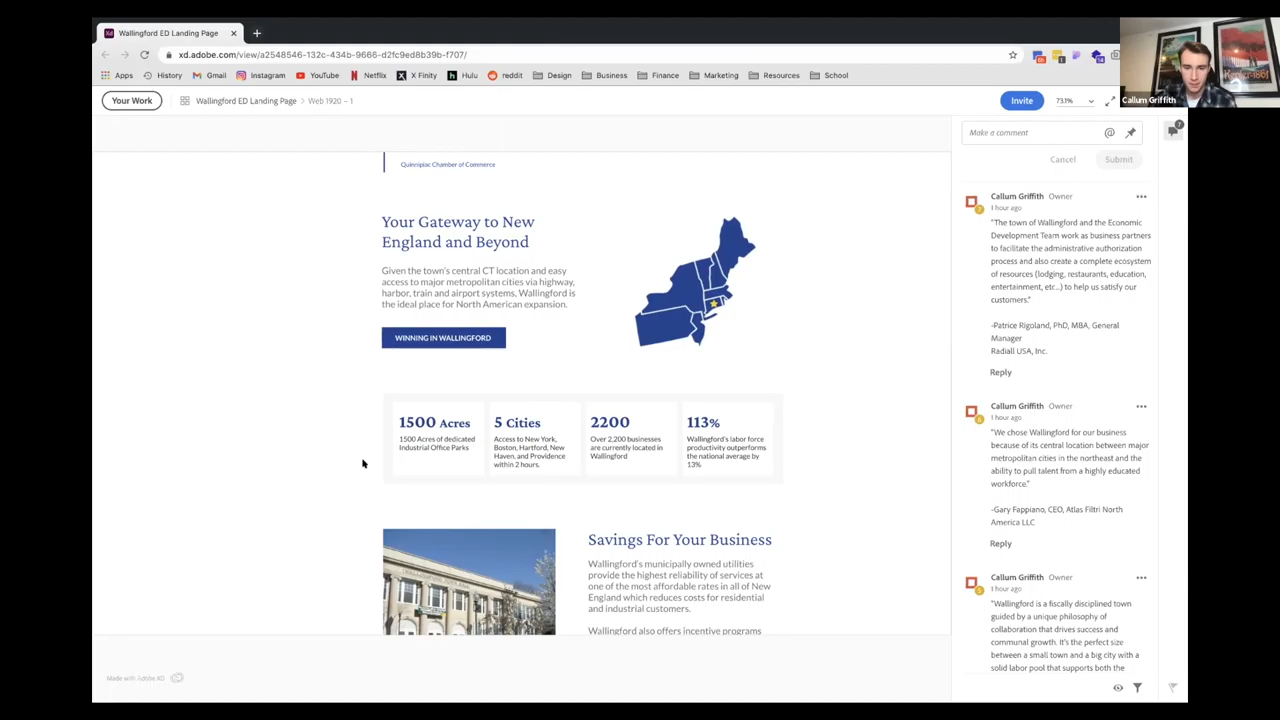 Wallingford ED Landing Page
xd.adobe.com/view/a2548546-132c-434b-9666-d2fc9ed8b39b-f707/
Apps History Gmail Instagram YouTube Netflix X Finity Hulu reddit Design Business Finance Marketing Resources School
Callum Griffith
Your Work Wallingford ED Landing Page > Web 1920 – 1 Invite 73.1%
Quinnipiac Chamber of Commerce
Your Gateway to New
England and Beyond
Given the town's central CT location and easy
access to major metropolitan cities via highway,
harbor, train and airport systems, Wallingford is
the ideal place for North American expansion.
WINNING IN WALLINGFORD
1500 Acres
1500 Acres of dedicated
Industrial Office Parks
5 Cities
Access to New York,
Boston, Hartford, New
Haven, and Providence
within 2 hours.
2200
Over 2,200 businesses
are currently located in
Wallingford
113%
Wallingford's labor force
productivity outperforms
the national average by
13%.
Savings For Your Business
Wallingford's municipally owned utilities
provide the highest reliability of services at
one of the most affordable rates in all of New
England which reduces costs for residential
and industrial customers.
Wallingford also offers incentive programs
Made with Adobe XD
Make a comment @
Cancel Submit
Callum Griffith Owner
1 hour ago
"The town of Wallingford and the Economic
Development Team work as business partners
to facilitate the administrative authorization
process and also create a complete ecosystem
of resources (lodging, restaurants, education,
entertainment, etc...) to help us satisfy our
customers."
-Patrice Rigoland, PhD, MBA, General
Manager
Radiall USA, Inc.
Reply
Callum Griffith Owner
1 hour ago
"We chose Wallingford for our business
because of its central location between major
metropolitan cities in the northeast and the
ability to pull talent from a highly educated
workforce."
-Gary Fappiano, CEO, Atlas Filtri North
America LLC
Reply
Callum Griffith Owner
1 hour ago
"Wallingford is a fiscally disciplined town
guided by a unique philosophy of
collaboration that drives success and
communal growth. It's the perfect size
between a small town and a big city with a
solid labor pool that supports both the